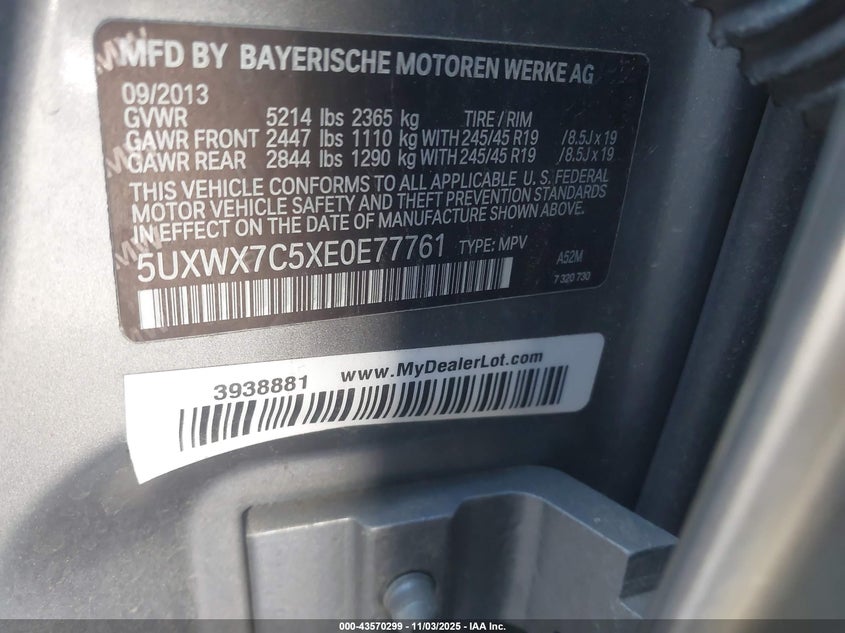 MFD BY BAYERISCHE MOTOREN WERKE AG
09/2013
GVWR 5214 lbs 2365 kg TIRE / RIM
GAWR FRONT 2447 lbs 1110 kg WITH 245/45 R19 /8.5J x 19
GAWR REAR 2844 lbs 1290 kg WITH 245/45 R19 /8.5J x 19
THIS VEHICLE CONFORMS TO ALL APPLICABLE U.S. FEDERAL
MOTOR VEHICLE SAFETY AND THEFT PREVENTION STANDARDS
IN EFFECT ON THE DATE OF MANUFACTURE SHOWN ABOVE.
5UXWX7C5XE0E77761 TYPE: MPV A52M
7 320 730
3938881 www.MyDealerLot.com
000-43570299 - 11/03/2025 - IAA Inc.